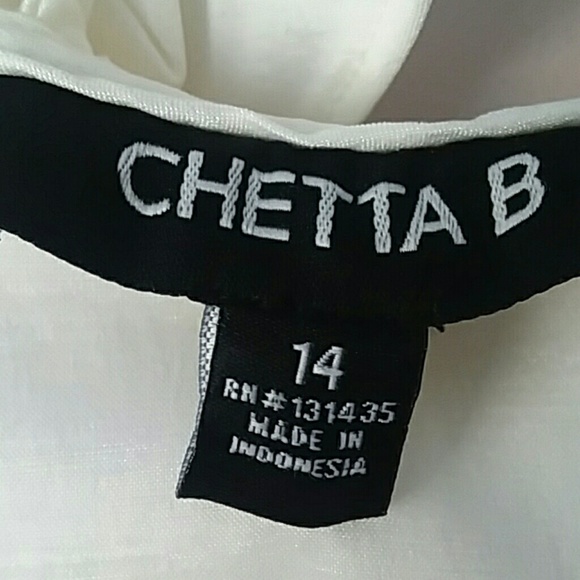 CHETTA B
14
RN#131435
MADE IN
INDONESIA